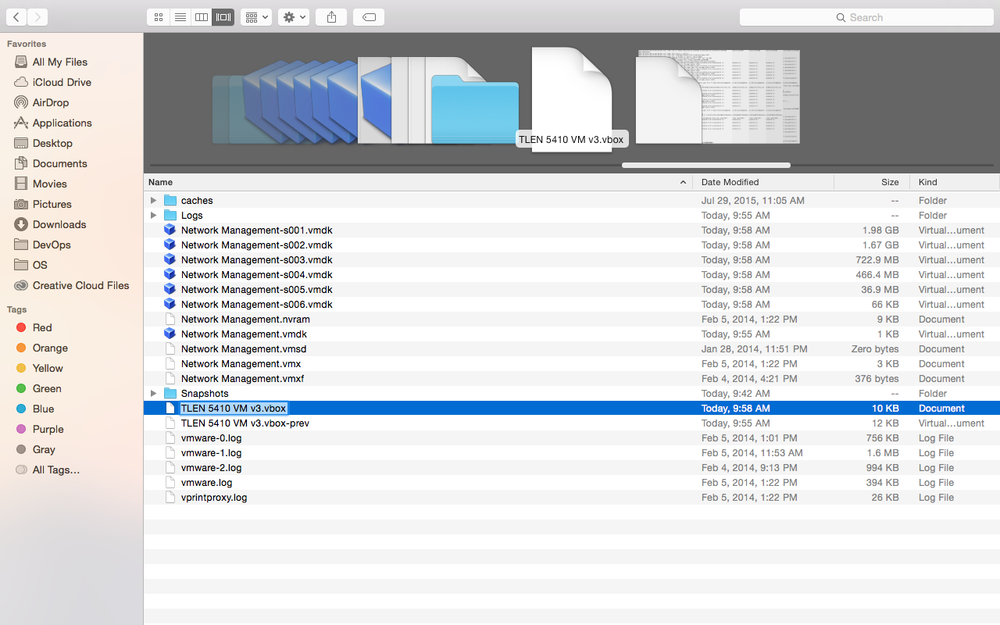 Search
Favorites
All My Files
iCloud Drive
AirDrop
Applications
Desktop
Documents
Movies
Pictures
Downloads
DevOps
OS
Creative Cloud Files
Tags
Red
Orange
Yellow
Green
Blue
Purple
Gray
All Tags...
TLEN 5410 VM v3.vbox
Name Date Modified Size Kind
caches Jul 29, 2015, 11:05 AM -- Folder
Logs Today, 9:55 AM -- Folder
Network Management-s001.vmdk Today, 9:58 AM 1.98 GB Virtual...ument
Network Management-s002.vmdk Today, 9:58 AM 1.67 GB Virtual...ument
Network Management-s003.vmdk Today, 9:58 AM 722.9 MB Virtual...ument
Network Management-s004.vmdk Today, 9:58 AM 466.4 MB Virtual...ument
Network Management-s005.vmdk Today, 9:58 AM 36.9 MB Virtual...ument
Network Management-s006.vmdk Today, 9:58 AM 66 KB Virtual...ument
Network Management.nvram Feb 5, 2014, 1:22 PM 9 KB Document
Network Management.vmdk Today, 9:55 AM 1 KB Virtual...ument
Network Management.vmsd Jan 28, 2014, 11:51 PM Zero bytes Document
Network Management.vmx Feb 5, 2014, 1:22 PM 3 KB Document
Network Management.vmxf Feb 4, 2014, 4:21 PM 376 bytes Document
Snapshots Today, 9:42 AM -- Folder
TLEN 5410 VM v3.vbox Today, 9:58 AM 10 KB Document
TLEN 5410 VM v3.vbox-prev Today, 9:55 AM 12 KB Virtual...ument
vmware-0.log Feb 5, 2014, 1:01 PM 756 KB Log File
vmware-1.log Feb 5, 2014, 11:53 AM 1.6 MB Log File
vmware-2.log Feb 4, 2014, 9:13 PM 994 KB Log File
vmware.log Feb 5, 2014, 1:22 PM 394 KB Log File
vprintproxy.log Feb 5, 2014, 1:22 PM 26 KB Log File